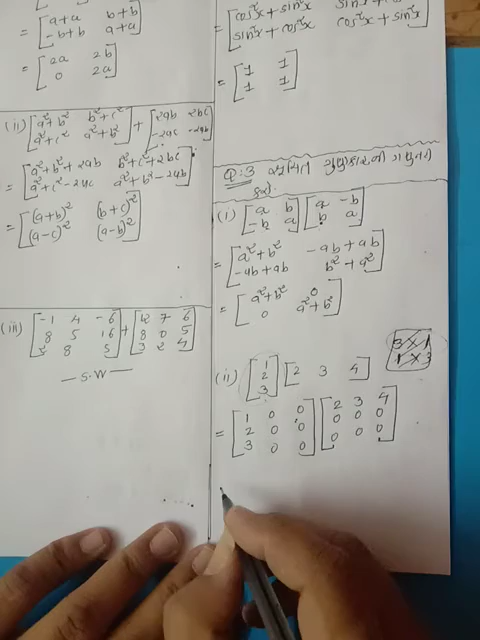 = [a+a b+b
-b+b a+a]
= [2a 2b
0 2a]
(ii) [a²+b² b²+c²
a²+c² a²+b²] + [2ab 2bc
-2ac -2ab]
= [a²+b²+2ab b²+c²+2bc
a²+c²-2ac a²+b²-2ab]
= [(a+b)² (b+c)²
(a-c)² (a-b)²]
(iii) [-1 4 -6
8 5 16
2 8 5] + [12 7 6
8 0 5
3 2 4]
— S.W —
= [cos²x + sin²x
sin²x + cos²x cos²x + sin²x]
= [1 1
1 1]
Q:3
(i) [a b
-b a] [a -b
b a]
= [a²+b² -ab+ab
-ab+ab b²+a²]
= [a²+b² 0
0 a²+b²]
(ii) [1
2
3] [2 3 4]
3×1
1×3
= [1 0 0
2 0 0
3 0 0] [2 3 4
0 0 0
0 0 0]